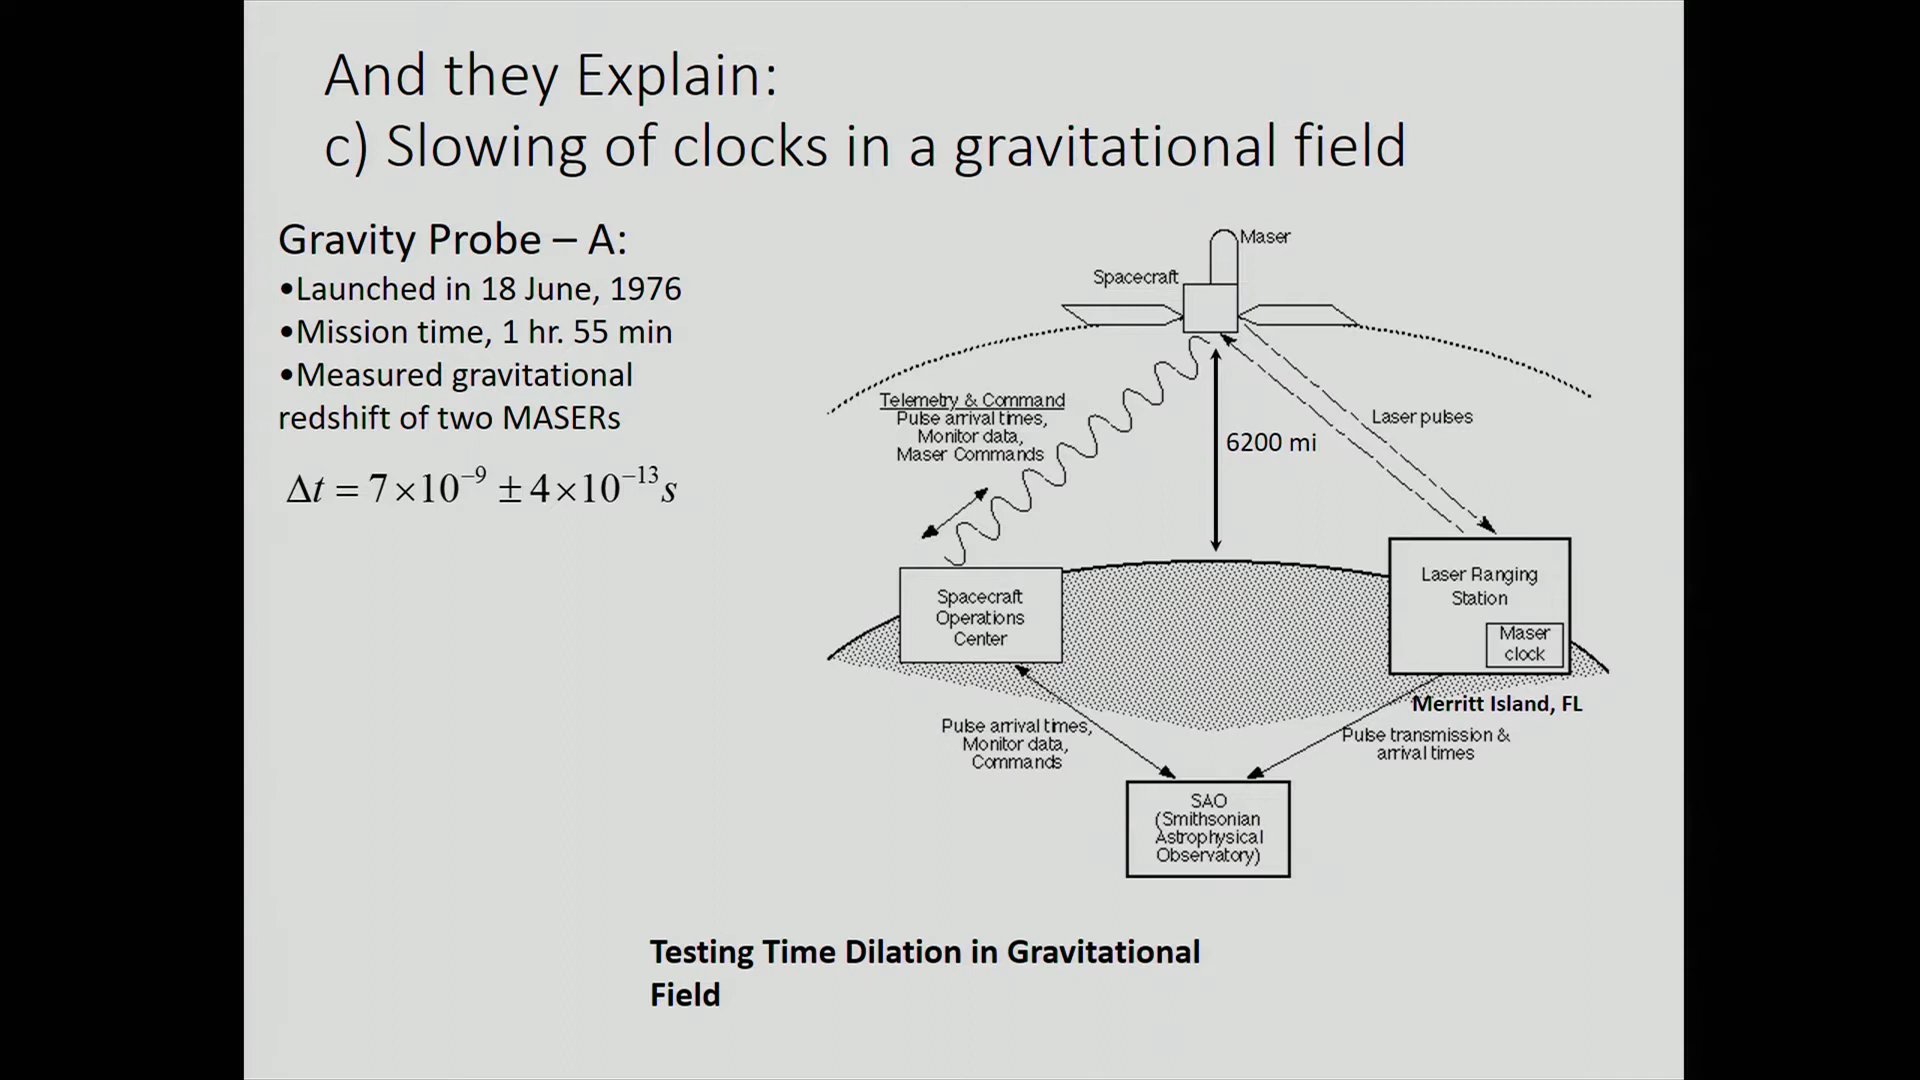 And they Explain:
c) Slowing of clocks in a gravitational field
Gravity Probe – A:
•Launched in 18 June, 1976
•Mission time, 1 hr. 55 min
•Measured gravitational
redshift of two MASERs
Δt = 7×10⁻⁹ ± 4×10⁻¹³ s
Maser
Spacecraft
Telemetry & Command
Pulse arrival times,
Monitor data,
Maser Commands
6200 mi
Laser pulses
Spacecraft
Operations
Center
Laser Ranging
Station
Maser
clock
Merritt Island, FL
Pulse arrival times,
Monitor data,
Commands
Pulse transmission &
arrival times
SAO
(Smithsonian
Astrophysical
Observatory)
Testing Time Dilation in Gravitational
Field